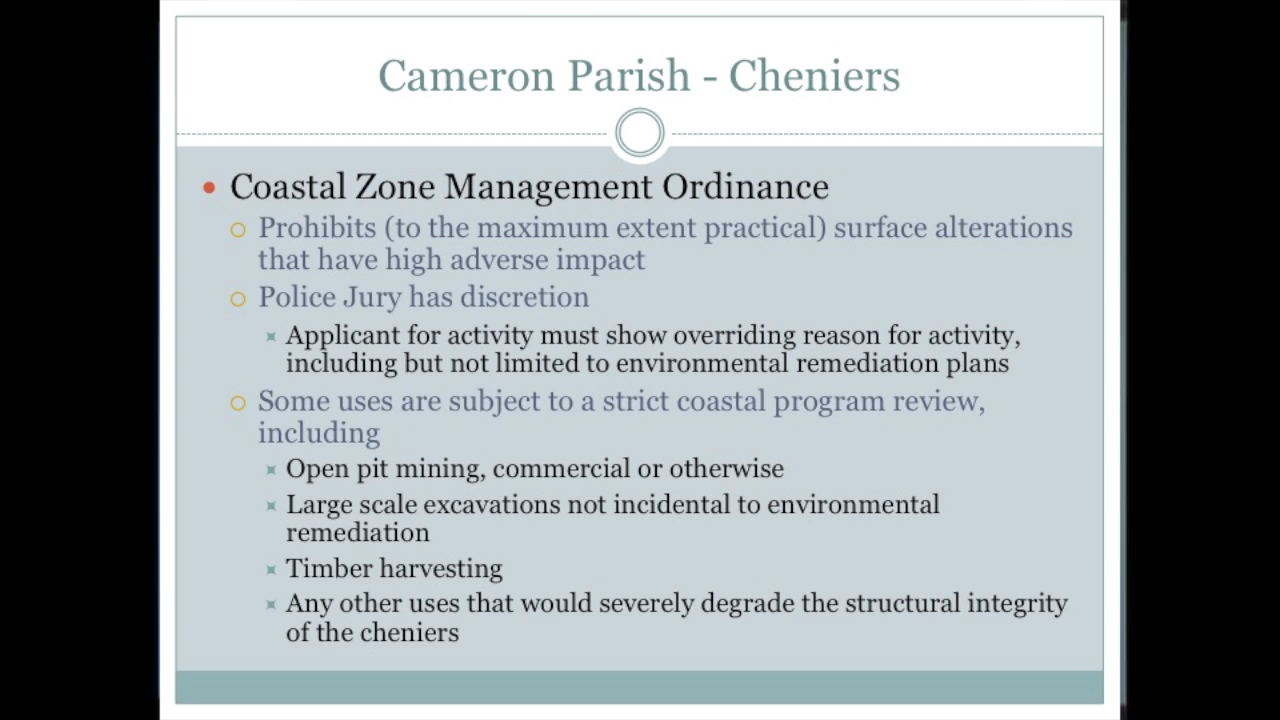 Cameron Parish - Cheniers
Coastal Zone Management Ordinance
Prohibits (to the maximum extent practical) surface alterations
that have high adverse impact
Police Jury has discretion
Applicant for activity must show overriding reason for activity,
including but not limited to environmental remediation plans
Some uses are subject to a strict coastal program review,
including
Open pit mining, commercial or otherwise
Large scale excavations not incidental to environmental
remediation
Timber harvesting
Any other uses that would severely degrade the structural integrity
of the cheniers